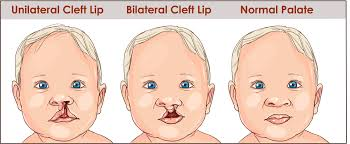 Unilateral Cleft Lip
Bilateral Cleft Lip
Normal Palate